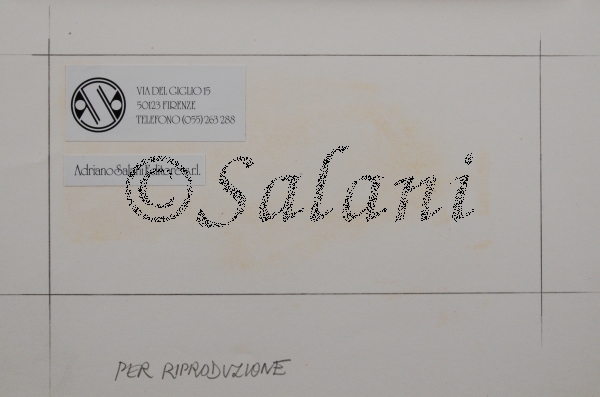 VIA DEL GIGLIO 15
50123 FIRENZE
TELEFONO (055) 263 288
Adriano Salani Editore s.r.l.
©Salani
PER RIPRODUZIONE